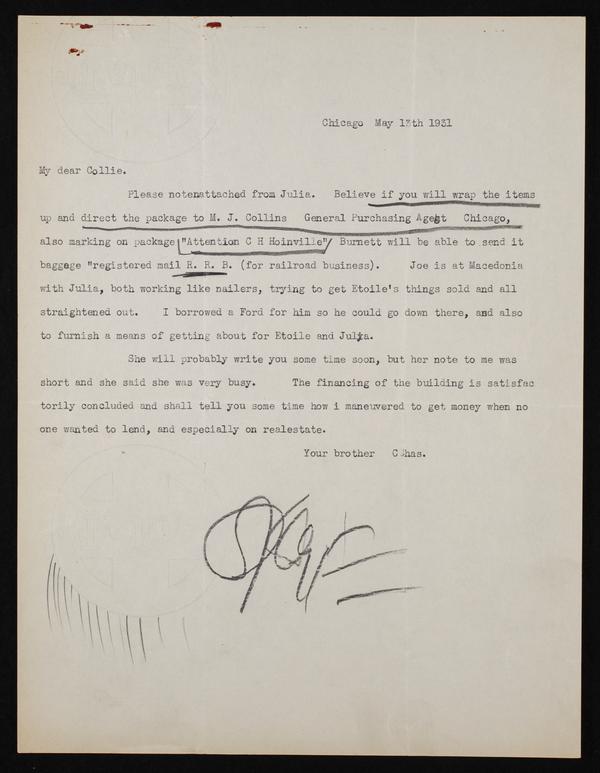 Chicago May 13th 1931
My dear Collie.
Please notenattached from Julia. Believe if you will wrap the items
up and direct the package to M. J. Collins General Purchasing Agent Chicago,
also marking on package "Attention C H Hoinville"/ Burnett will be able to send it
baggage "registered mail R. R. B. (for railroad business). Joe is at Macedonia
with Julia, both working like nailers, trying to get Etoile's things sold and all
straightened out. I borrowed a Ford for him so he could go down there, and also
to furnish a means of getting about for Etoile and Julia.
She will probably write you some time soon, but her note to me was
short and she said she was very busy. The financing of the building is satisfac
torily concluded and shall tell you some time how i maneuvered to get money when no
one wanted to lend, and especially on realestate.
Your brother Chas.